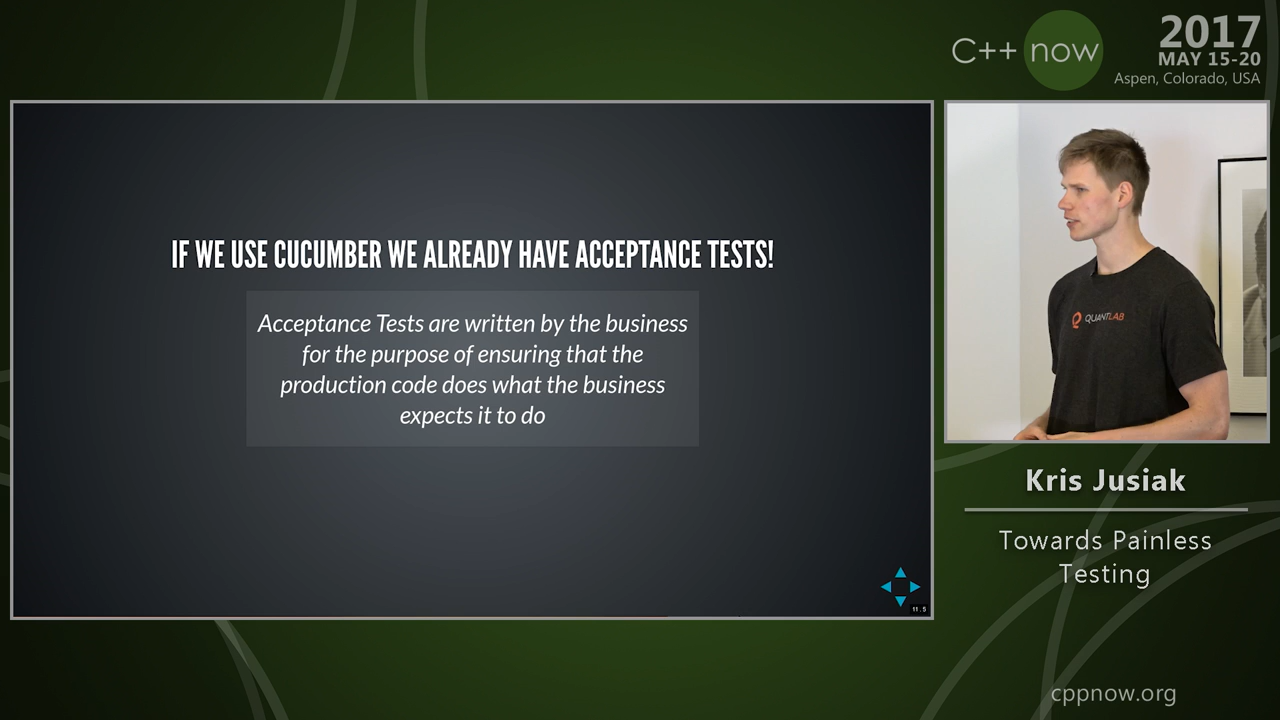 C++ now
2017
MAY 15-20
Aspen, Colorado, USA
IF WE USE CUCUMBER WE ALREADY HAVE ACCEPTANCE TESTS!
Acceptance Tests are written by the business
for the purpose of ensuring that the
production code does what the business
expects it to do
11.5
QUANTLAB
Kris Jusiak
Towards Painless
Testing
cppnow.org